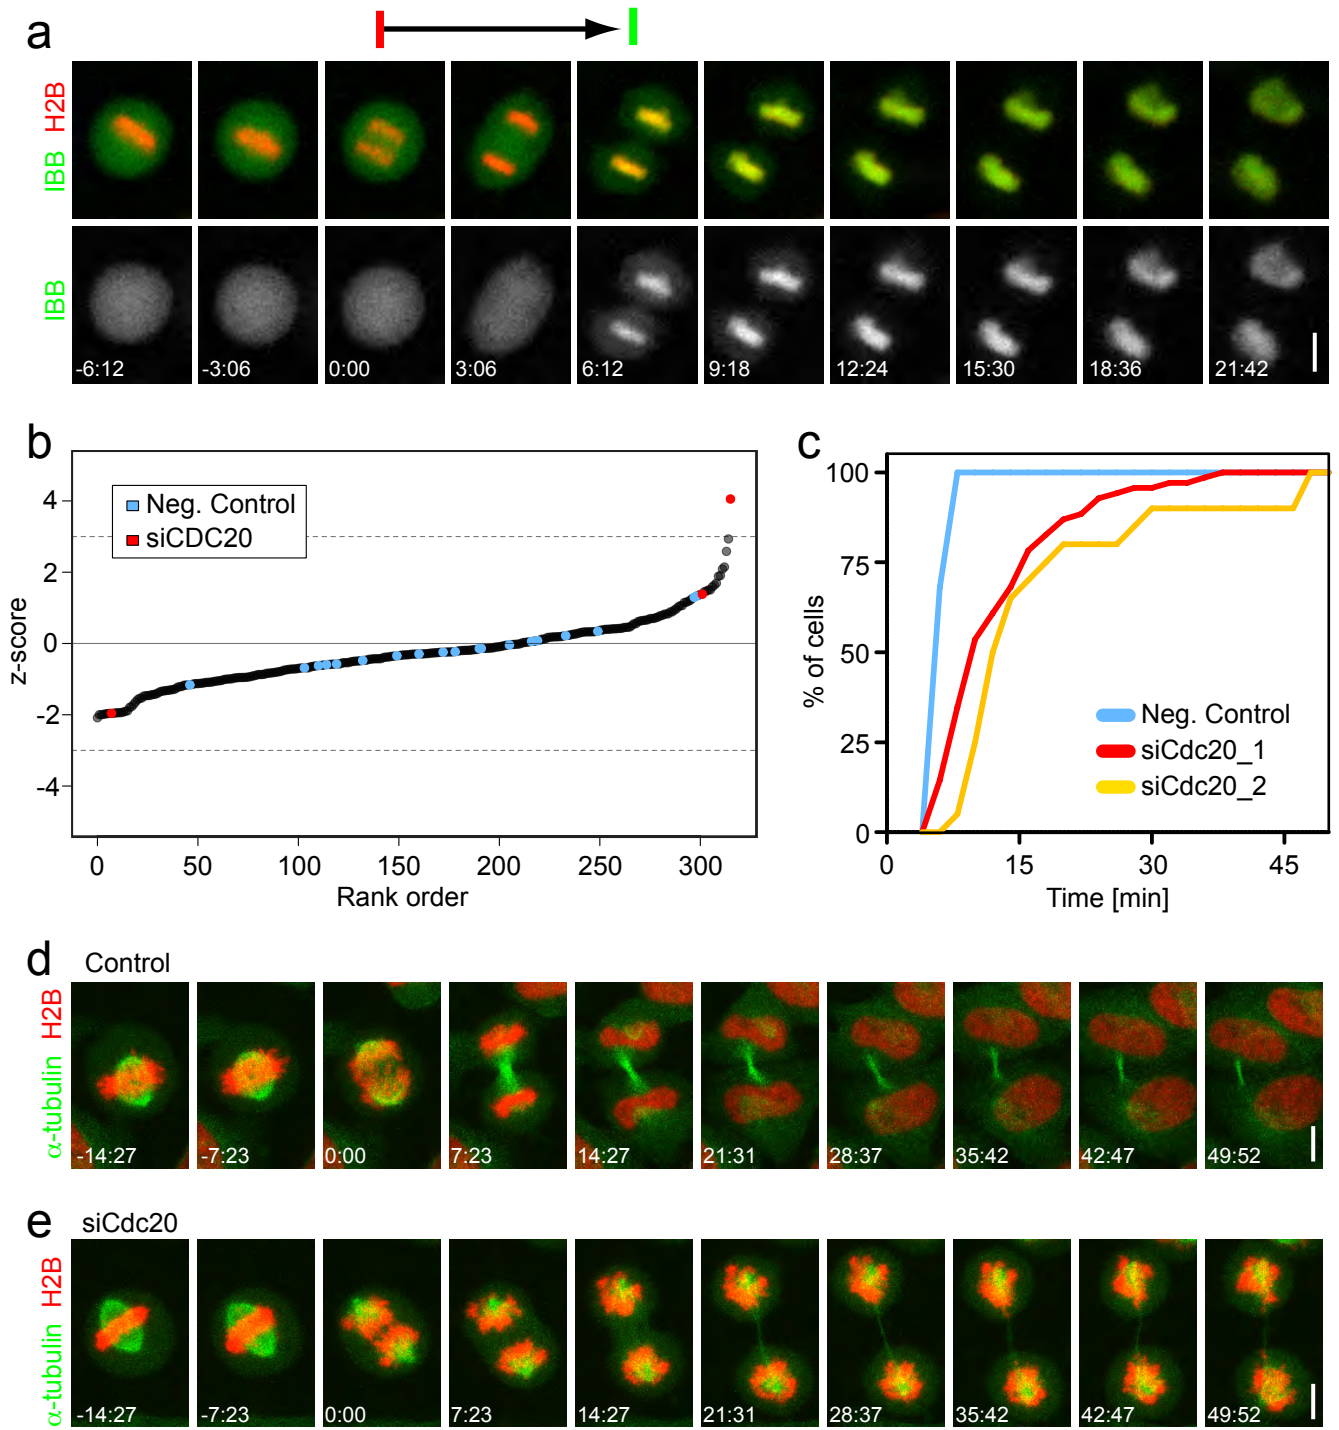 a
IBB H2B
IBB
-6:12 -3:06 0:00 3:06 6:12 9:18 12:24 15:30 18:36 21:42
b
4
2
0
-2
-4
z-score
Neg. Control
siCDC20
0 50 100 150 200 250 300
Rank order
c
100
75
50
25
0
% of cells
Neg. Control
siCdc20_1
siCdc20_2
0 15 30 45
Time [min]
d
Control
α-tubulin H2B
-14:27 -7:23 0:00 7:23 14:27 21:31 28:37 35:42 42:47 49:52
e
siCdc20
α-tubulin H2B
-14:27 -7:23 0:00 7:23 14:27 21:31 28:37 35:42 42:47 49:52